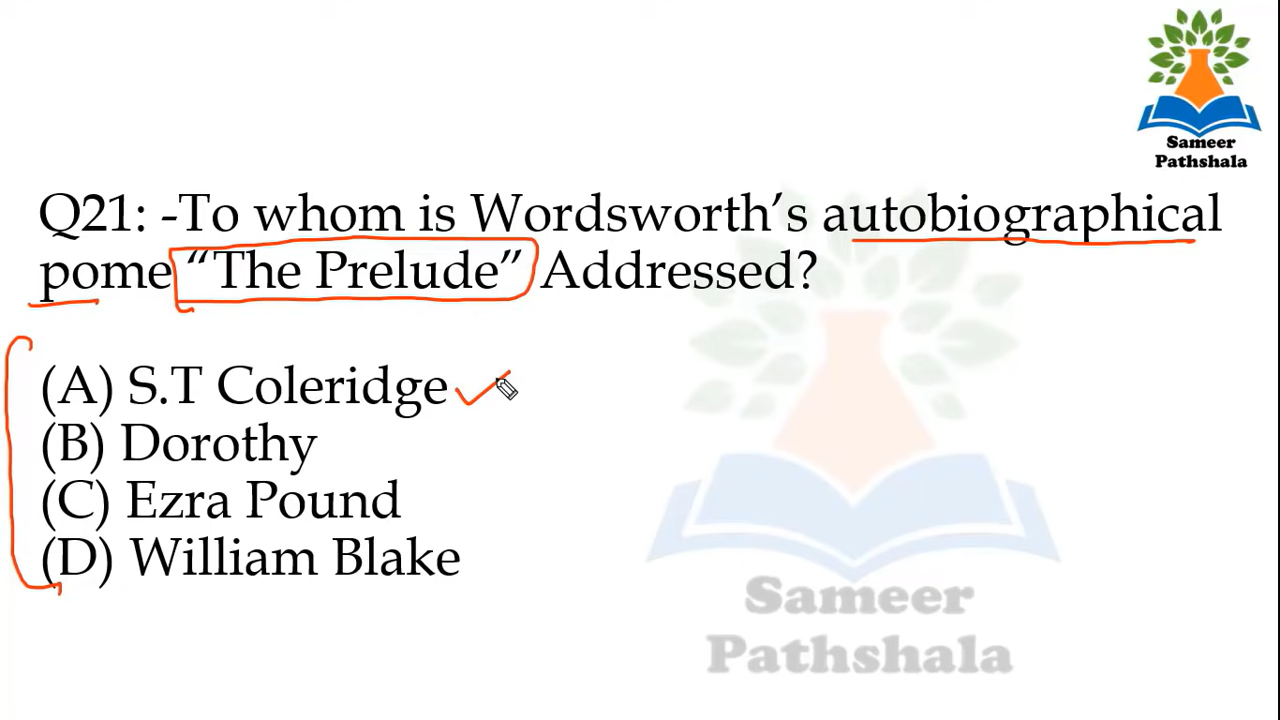 Sameer
Pathshala
Q21: -To whom is Wordsworth’s autobiographical
pome “The Prelude” Addressed?
(A) S.T Coleridge
(B) Dorothy
(C) Ezra Pound
(D) William Blake
Sameer
Pathshala